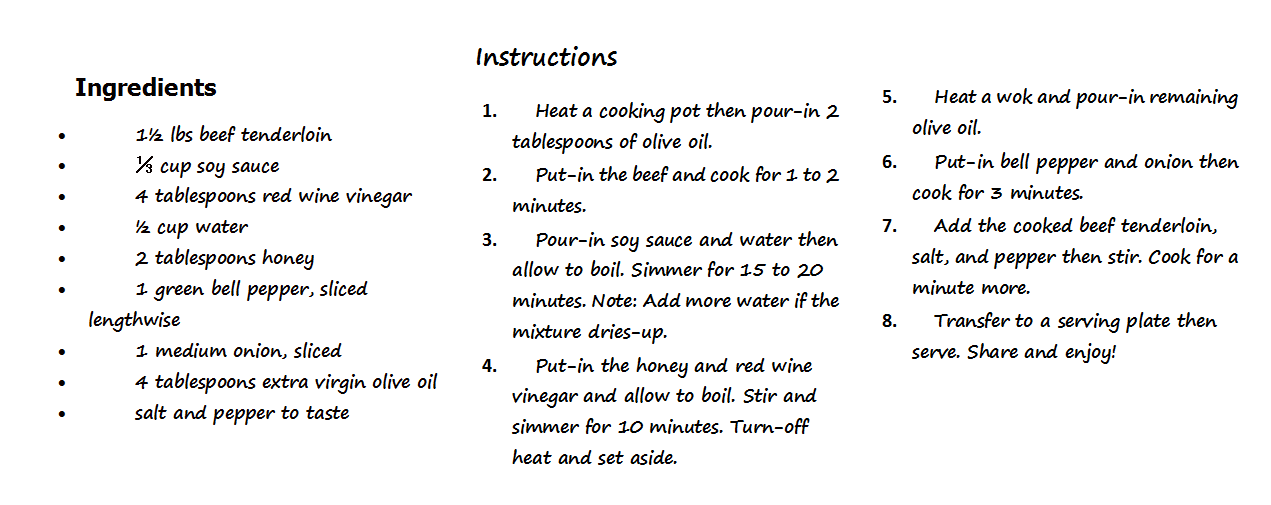 Ingredients
• 1½ lbs beef tenderloin
• ⅓ cup soy sauce
• 4 tablespoons red wine vinegar
• ½ cup water
• 2 tablespoons honey
• 1 green bell pepper, sliced
lengthwise
• 1 medium onion, sliced
• 4 tablespoons extra virgin olive oil
• salt and pepper to taste
Instructions
1. Heat a cooking pot then pour-in 2
tablespoons of olive oil.
2. Put-in the beef and cook for 1 to 2
minutes.
3. Pour-in soy sauce and water then
allow to boil. Simmer for 15 to 20
minutes. Note: Add more water if the
mixture dries-up.
4. Put-in the honey and red wine
vinegar and allow to boil. Stir and
simmer for 10 minutes. Turn-off
heat and set aside.
5. Heat a wok and pour-in remaining
olive oil.
6. Put-in bell pepper and onion then
cook for 3 minutes.
7. Add the cooked beef tenderloin,
salt, and pepper then stir. Cook for a
minute more.
8. Transfer to a serving plate then
serve. Share and enjoy!